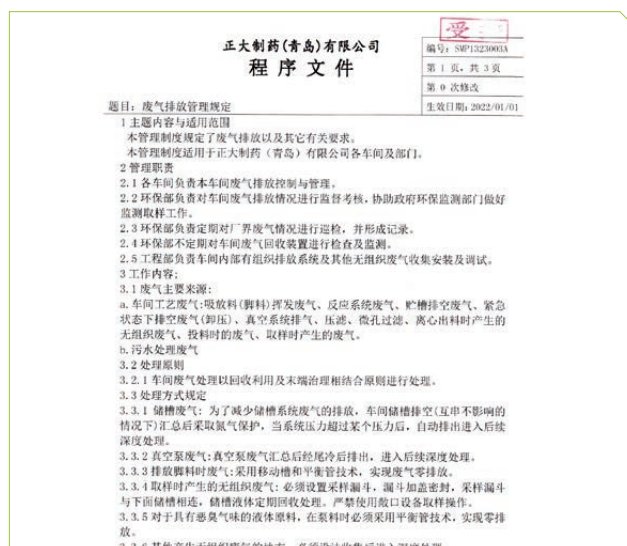 受
正大制药(青岛)有限公司
编号: SMP1323003A
程序文件
第 1 页, 共 3 页
第 0 次修改
题目: 废气排放管理规定
生效日期: 2022/01/01
1 主题内容与适用范围
本管理制度规定了废气排放以及其它有关要求。
本管理制度适用于正大制药（青岛）有限公司各车间及部门。
2 管理职责
2.1 各车间负责本车间废气排放控制与管理。
2.2 环保部负责对车间废气排放情况进行监督考核, 协助政府环保监测部门做好
监测取样工作。
2.3 环保部负责定期对厂界废气情况进行巡检, 并形成记录。
2.4 环保部不定期对车间废气回收装置进行检查及监测。
2.5 工程部负责车间内部有组织排放系统及其他无组织废气收集安装及调试。
3 工作内容:
3.1 废气主要来源:
a. 车间工艺废气:吸放料(脚料)挥发废气、反应系统废气、贮槽排空废气、紧急
状态下排空废气(卸压)、真空系统排气、压滤、微孔过滤、离心出料时产生的
无组织废气、投料时的废气、取样时产生的废气。
b. 污水处理废气
3.2 处理原则
3.2.1 车间废气处理以回收利用及末端治理相结合原则进行处理。
3.3 处理方式规定
3.3.1 储槽废气: 为了减少储槽系统废气的排放, 车间储槽排空(互串不影响的
情况下)汇总后采取氮气保护, 当系统压力超过某个压力后, 自动排出进入后续
深度处理。
3.3.2 真空泵废气:真空泵废气汇总后经尾冷后排出, 进入后续深度处理。
3.3.3 排放脚料时废气:采用移动槽和平衡管技术, 实现废气零排放。
3.3.4 取样时产生的无组织废气: 必须设置采样漏斗, 漏斗加盖密封, 采样漏斗
与下面储槽相连, 储槽液体定期回收处理。严禁使用敞口设备取样操作。
3.3.5 对于具有恶臭气味的液体原料, 在泵料时必须采用平衡管技术, 实现零排
放。